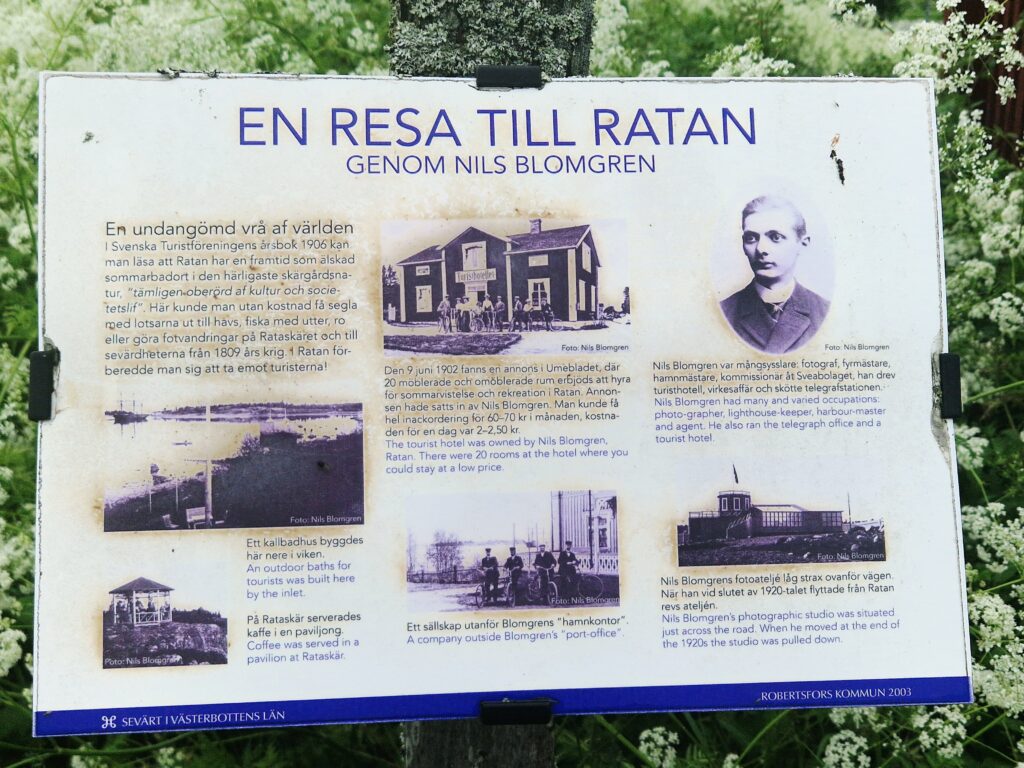 EN RESA TILL RATAN
GENOM NILS BLOMGREN
En undangömd vrå af världen
I Svenska Turistföreningens årsbok 1906 kan
man läsa att Ratan har en framtid som älskad
sommarbadort i den härligaste skärgårdsna-
tur, "tämligen oberörd af kultur och socie-
tetslif". Här kunde man utan kostnad få segla
med lotsarna ut till havs, fiska med utter, ro
eller göra fotvandringar på Rataskäret och till
sevärdheterna från 1809 års krig. I Ratan för-
beredde man sig att ta emot turisterna!
Foto: Nils Blomgren
Ett kallbadhus byggdes
här nere i viken.
An outdoor baths for
tourists was built here
by the inlet.
På Rataskär serverades
kaffe i en paviljong.
Coffee was served in a
pavilion at Rataskär.
Foto: Nils Blomgren
Turisthotellet
Foto: Nils Blomgren
Den 9 juni 1902 fanns en annons i Umebladet, där
20 möblerade och omöblerade rum erbjöds att hyra
för sommarvistelse och rekreation i Ratan. Annon-
sen hade satts in av Nils Blomgren. Man kunde få
hel inackordering för 60–70 kr i månaden, kostna-
den för en dag var 2–2,50 kr.
The tourist hotel was owned by Nils Blomgren,
Ratan. There were 20 rooms at the hotel where you
could stay at a low price.
Foto: Nils Blomgren
Ett sällskap utanför Blomgrens "hamnkontor".
A company outside Blomgren's "port-office".
Foto: Nils Blomgren
Nils Blomgren var mångsysslare: fotograf, fyrmästare,
hamnmästare, kommissionär åt Sveabolaget, han drev
turisthotell, virkesaffär och skötte telegrafstationen.
Nils Blomgren had many and varied occupations:
photo-grapher, lighthouse-keeper, harbour-master
and agent. He also ran the telegraph office and a
tourist hotel.
Foto: Nils Blomgren
Nils Blomgrens fotoateljé låg strax ovanför vägen.
När han vid slutet av 1920-talet flyttade från Ratan
revs ateljén.
Nils Blomgren's photographic studio was situated
just across the road. When he moved at the end of
the 1920s the studio was pulled down.
⌘ SEVÄRT I VÄSTERBOTTENS LÄN
ROBERTSFORS KOMMUN 2003